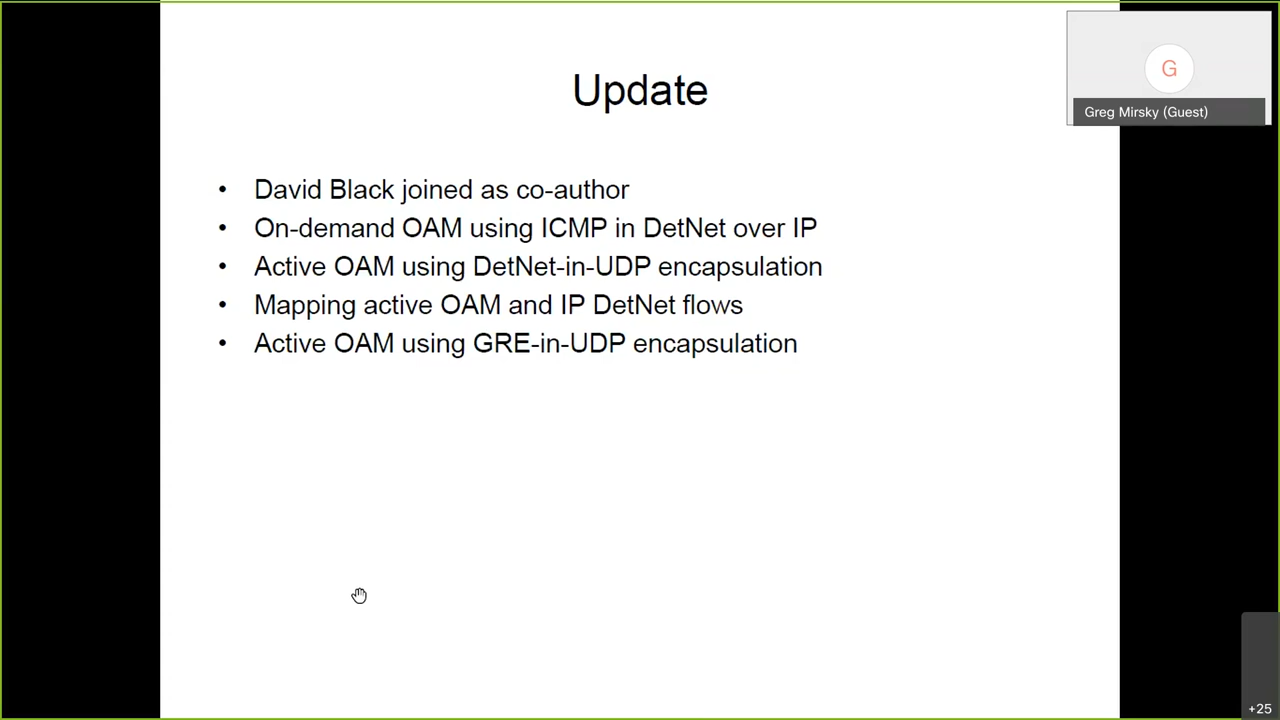 Update
G
Greg Mirsky (Guest)
• David Black joined as co-author
• On-demand OAM using ICMP in DetNet over IP
• Active OAM using DetNet-in-UDP encapsulation
• Mapping active OAM and IP DetNet flows
• Active OAM using GRE-in-UDP encapsulation
+25